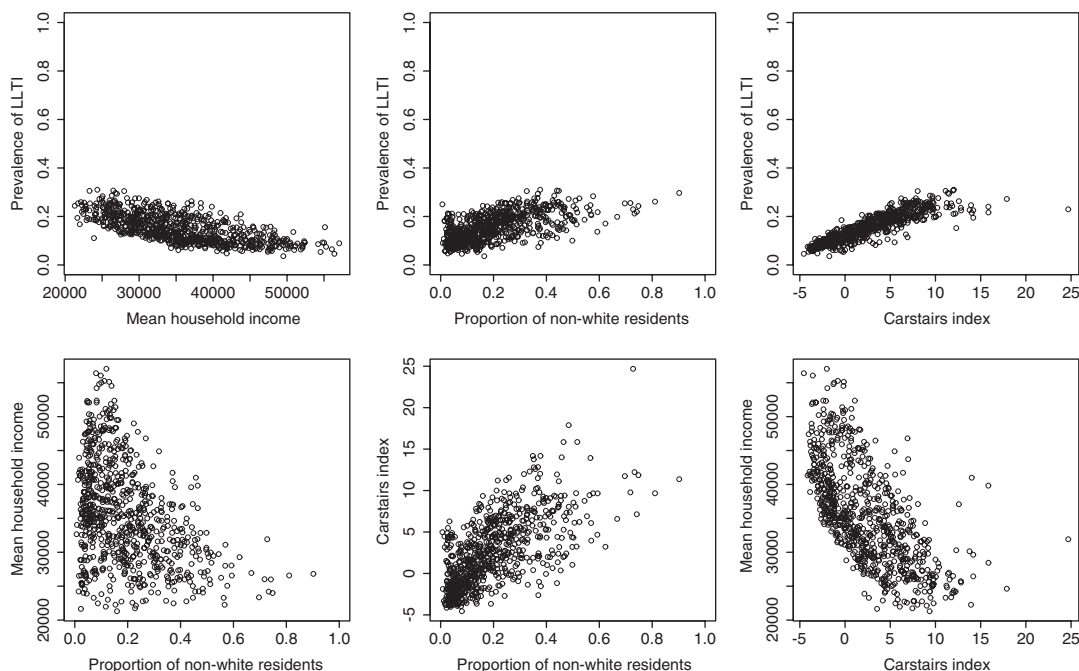 Prevalence of LLTI
1.0
0.8
0.6
0.4
0.2
0.0
20000 30000 40000 50000
Mean household income
Prevalence of LLTI
1.0
0.8
0.6
0.4
0.2
0.0
0.0 0.2 0.4 0.6 0.8 1.0
Proportion of non-white residents
Prevalence of LLTI
1.0
0.8
0.6
0.4
0.2
0.0
-5 0 5 10 15 20 25
Carstairs index
Mean household income
50000
40000
30000
20000
0.0 0.2 0.4 0.6 0.8 1.0
Proportion of non-white residents
Carstairs index
25
20
15
10
5
0
-5
0.0 0.2 0.4 0.6 0.8 1.0
Proportion of non-white residents
Mean household income
50000
40000
30000
20000
-5 0 5 10 15 20 25
Carstairs index